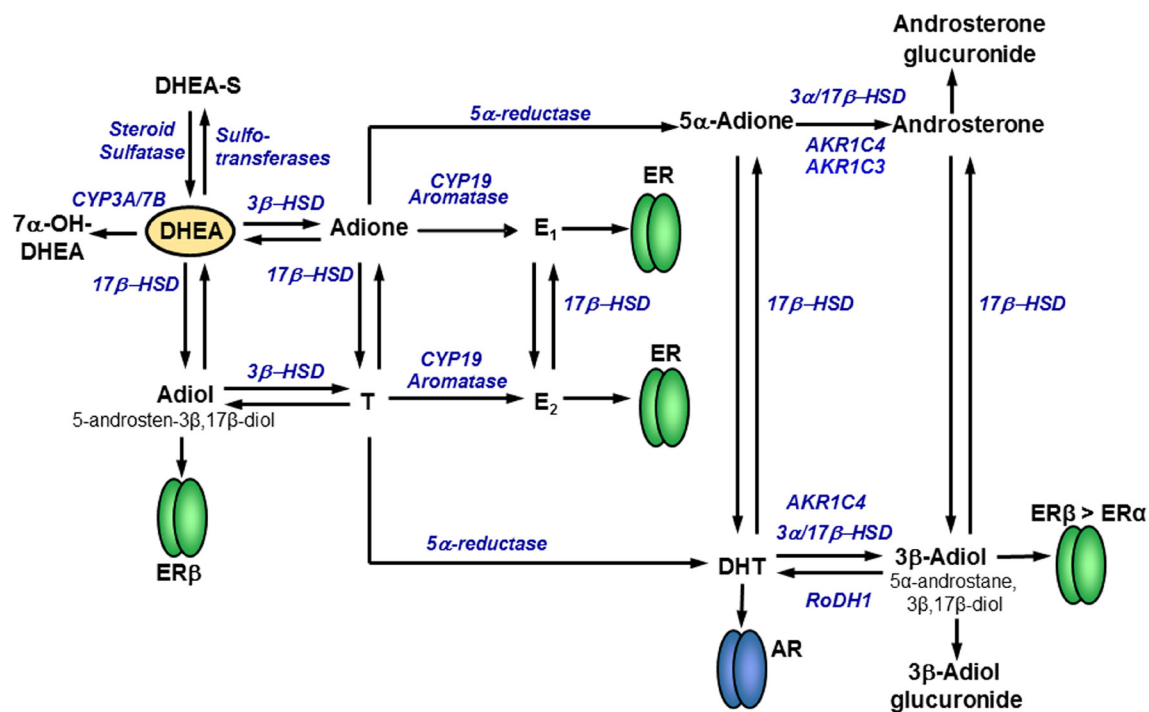 Androsterone
glucuronide
DHEA-S
Steroid
Sulfatase
Sulfo-
transferases
5α-reductase
5α-Adione
3α/17β–HSD
AKR1C4
AKR1C3
Androsterone
CYP3A/7B
7α-OH-
DHEA
DHEA
3β–HSD
Adione
CYP19
Aromatase
E1
ER
17β–HSD
17β–HSD
17β–HSD
17β–HSD
17β–HSD
Adiol
5-androsten-3β,17β-diol
3β–HSD
T
CYP19
Aromatase
E2
ER
ERβ
5α-reductase
DHT
AKR1C4
3α/17β–HSD
RoDH1
3β-Adiol
5α-androstane,
3β,17β-diol
ERβ > ERα
AR
3β-Adiol
glucuronide